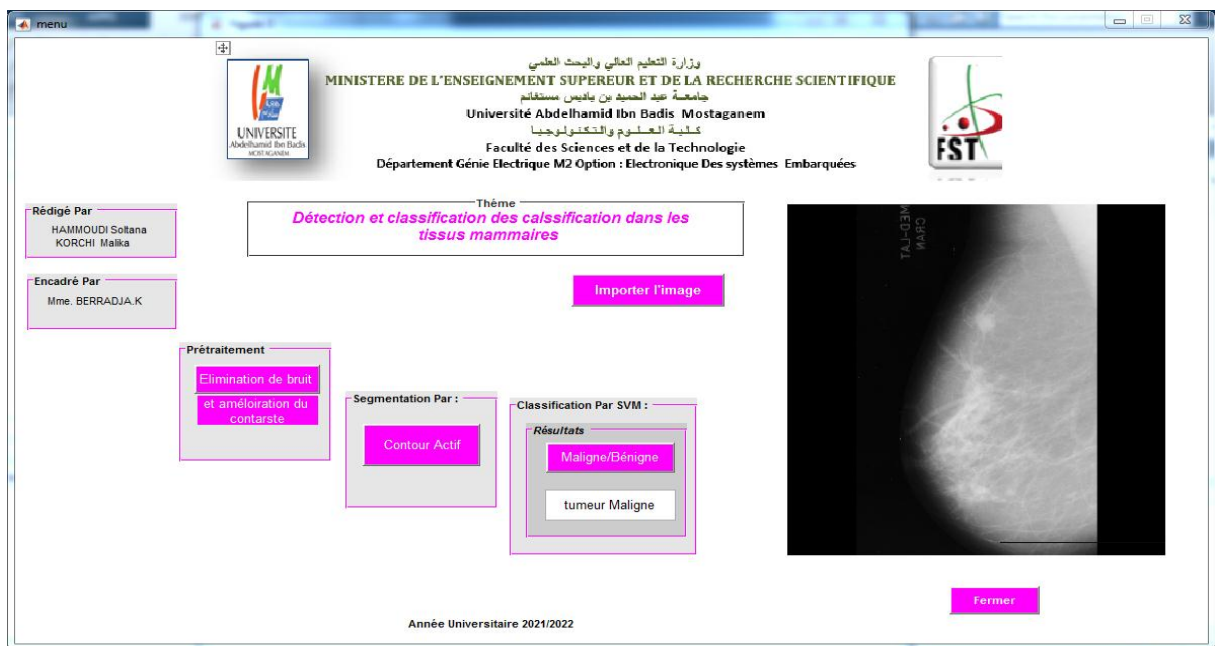 menu
وزارة التعليم العالي والبحث العلمي
MINISTERE DE L'ENSEIGNEMENT SUPEREUR ET DE LA RECHERCHE SCIENTIFIQUE
جامعة عبد الحميد بن باديس مستغانم
Université Abdelhamid Ibn Badis Mostaganem
كلية العلوم والتكنولوجيا
Faculté des Sciences et de la Technologie
Département Génie Electrique M2 Option : Electronique Des systèmes Embarquées
UNIVERSITE
Abdelhamid Ibn Badis
MOSTAGANEM
FST
Rédigé Par
HAMMOUDI Soltana
KORCHI Malika
Thème
Détection et classification des calssification dans les
tissus mammaires
Encadré Par
Mme. BERRADJA.K
Importer l'image
MED-LAT
CRAN
Prétraitement
Elimination de bruit
et améloiration du
contarste
Segmentation Par :
Contour Actif
Classification Par SVM :
Résultats
Maligne/Bénigne
tumeur Maligne
Fermer
Année Universitaire 2021/2022